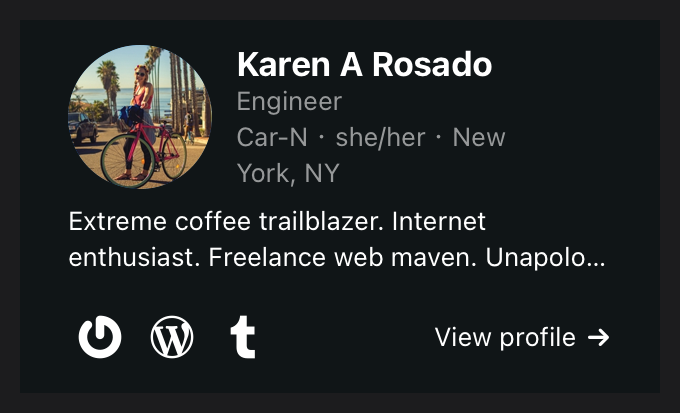 Karen A Rosado
Engineer
Car-N · she/her · New
York, NY
Extreme coffee trailblazer. Internet
enthusiast. Freelance web maven. Unapolo...
View profile →